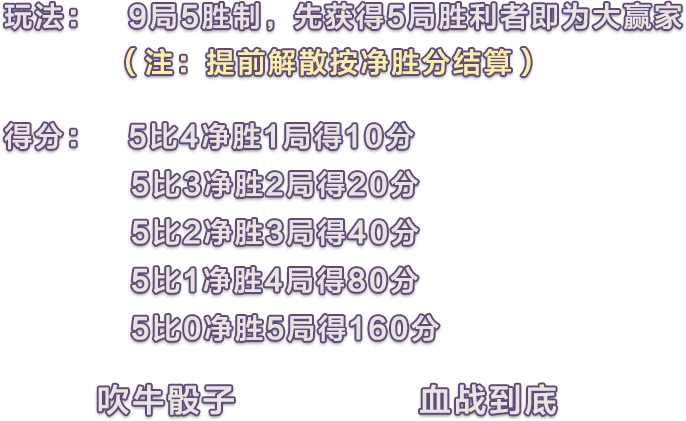 玩法： 9局5胜制，先获得5局胜利者即为大赢家
（注：提前解散按净胜分结算）
得分： 5比4净胜1局得10分
5比3净胜2局得20分
5比2净胜3局得40分
5比1净胜4局得80分
5比0净胜5局得160分
吹牛骰子 血战到底